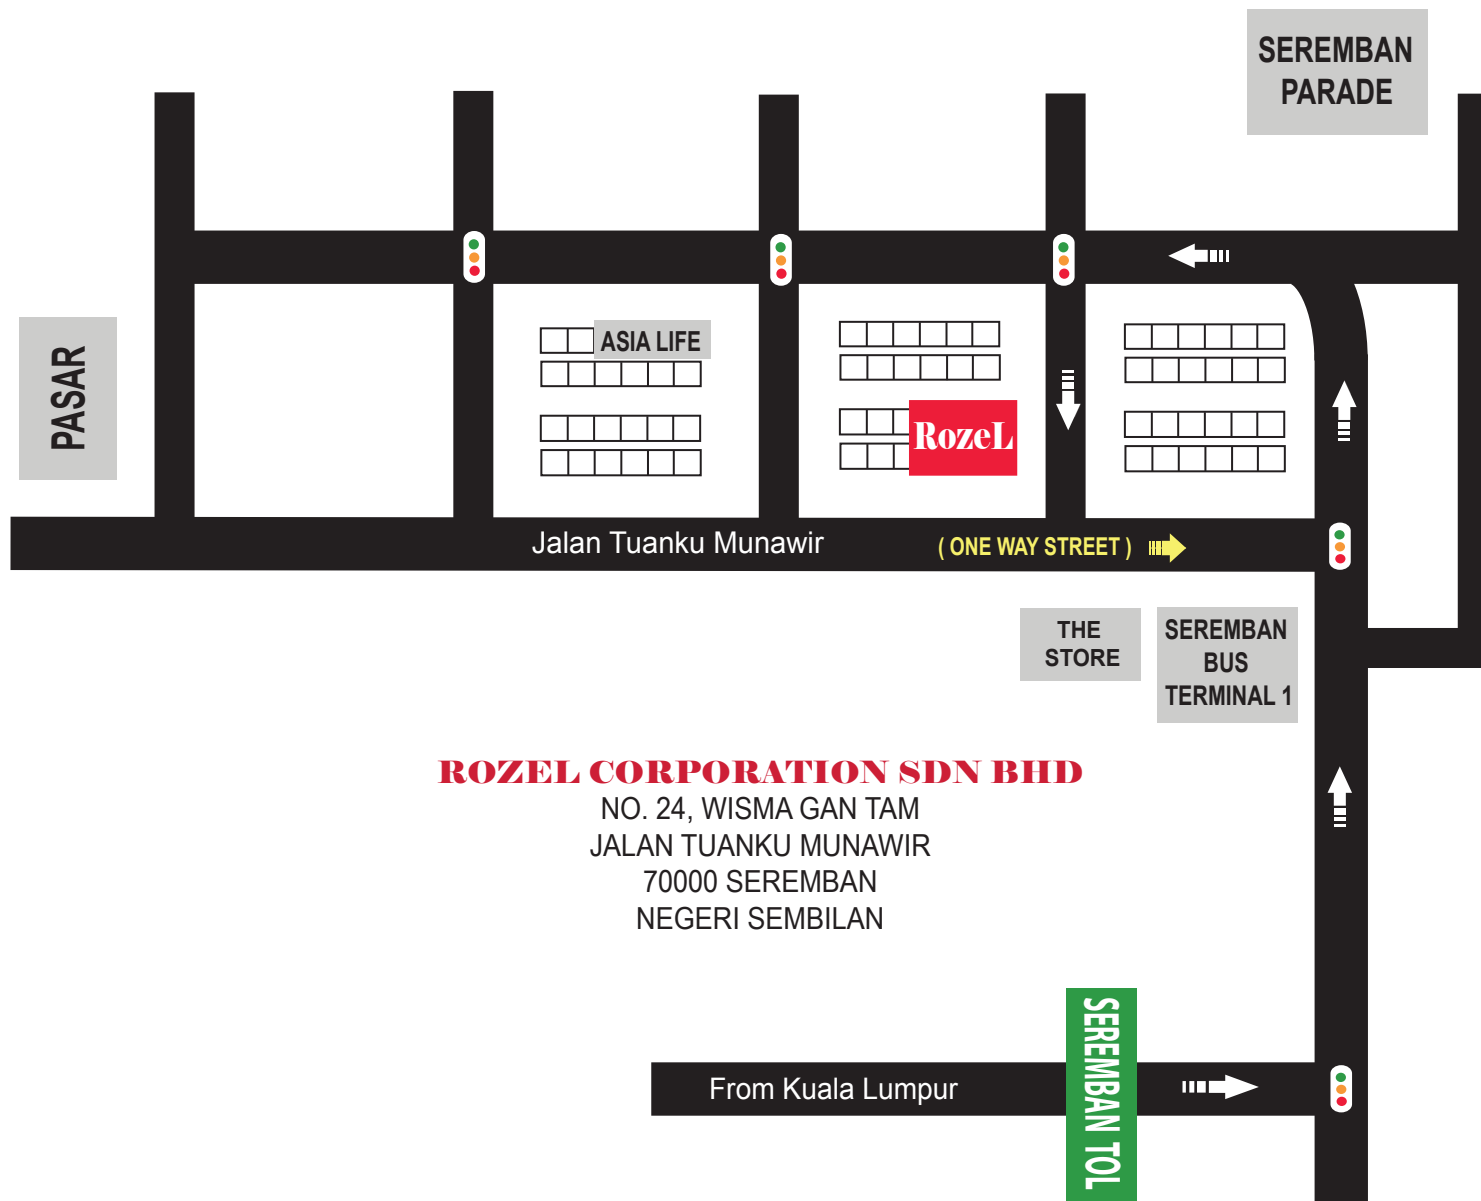 SEREMBAN
PARADE
PASAR
ASIA LIFE
RozeL
Jalan Tuanku Munawir
( ONE WAY STREET )
THE
STORE
SEREMBAN
BUS
TERMINAL 1
ROZEL CORPORATION SDN BHD
NO. 24, WISMA GAN TAM
JALAN TUANKU MUNAWIR
70000 SEREMBAN
NEGERI SEMBILAN
SEREMBAN TOL
From Kuala Lumpur